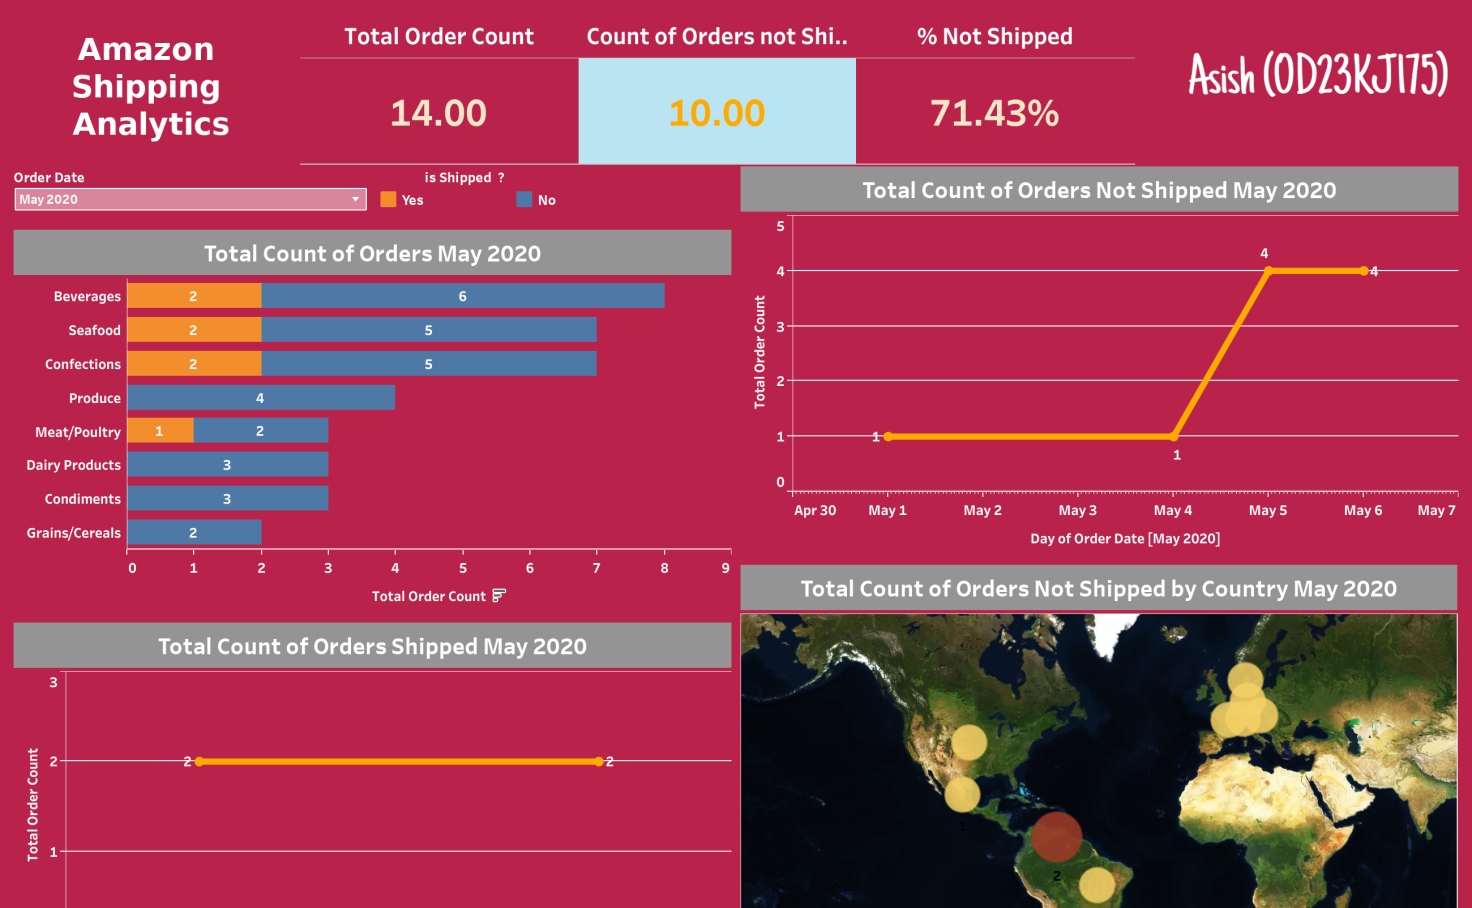 Amazon
Shipping
Analytics
Total Order Count
Count of Orders not Shi..
% Not Shipped
14.00
10.00
71.43%
Asish (OD23KJ175)
Order Date
May 2020
is Shipped ?
Yes
No
Total Count of Orders May 2020
Beverages 2 6
Seafood 2 5
Confections 2 5
Produce 4
Meat/Poultry 1 2
Dairy Products 3
Condiments 3
Grains/Cereals 2
0 1 2 3 4 5 6 7 8 9
Total Order Count
Total Count of Orders Shipped May 2020
Total Order Count
3
2
1
2 2
Total Count of Orders Not Shipped May 2020
Total Order Count
5
4
3
2
1
0
1 1 4 4
Apr 30 May 1 May 2 May 3 May 4 May 5 May 6 May 7
Day of Order Date [May 2020]
Total Count of Orders Not Shipped by Country May 2020
1
2